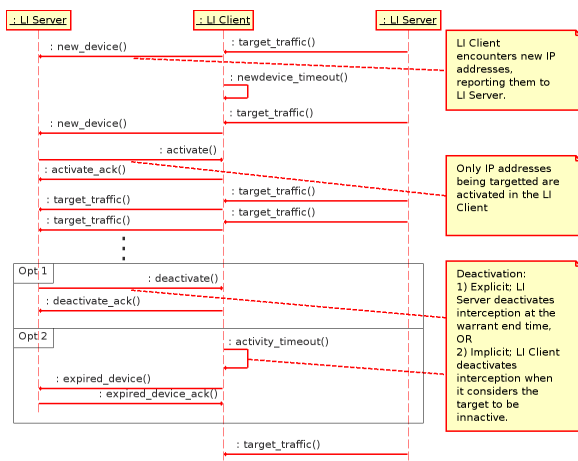 : LI Server
: LI Client
: LI Server
: new_device()
: target_traffic()
LI Client
encounters new IP
addresses,
reporting them to
LI Server.
: newdevice_timeout()
: target_traffic()
: new_device()
: activate()
: activate_ack()
Only IP addresses
being targetted are
activated in the LI
Client
: target_traffic()
: target_traffic()
: target_traffic()
: target_traffic()
Opt 1
: deactivate()
: deactivate_ack()
Deactivation:
1) Explicit; LI
Server deactivates
interception at the
warrant end time,
OR
2) Implicit; LI Client
deactivates
interception when
it considers the
target to be
innactive.
Opt 2
: activity_timeout()
: expired_device()
: expired_device_ack()
: target_traffic()